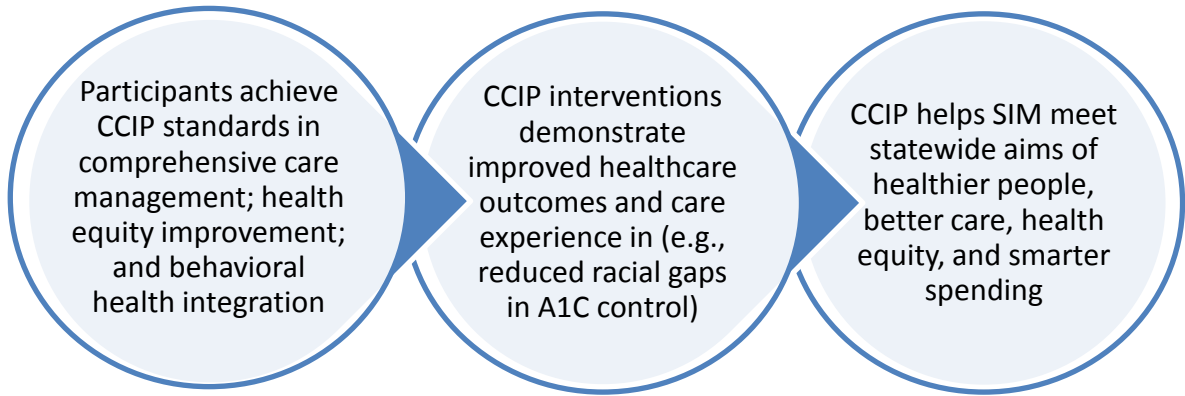 Participants achieve
CCIP standards in
comprehensive care
management; health
equity improvement;
and behavioral
health integration
CCIP interventions
demonstrate
improved healthcare
outcomes and care
experience in (e.g.,
reduced racial gaps
in A1C control)
CCIP helps SIM meet
statewide aims of
healthier people,
better care, health
equity, and smarter
spending